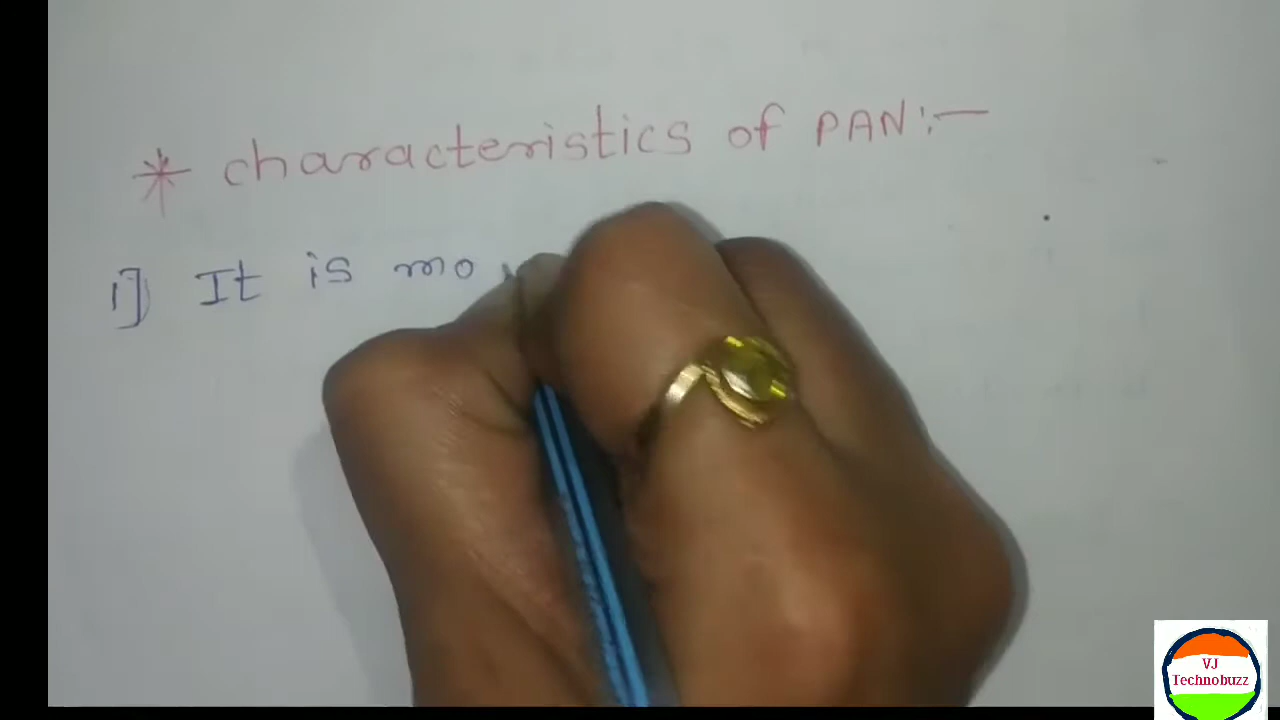 * characteristics of PAN:-
1] It is mo
VJ
Technobuzz